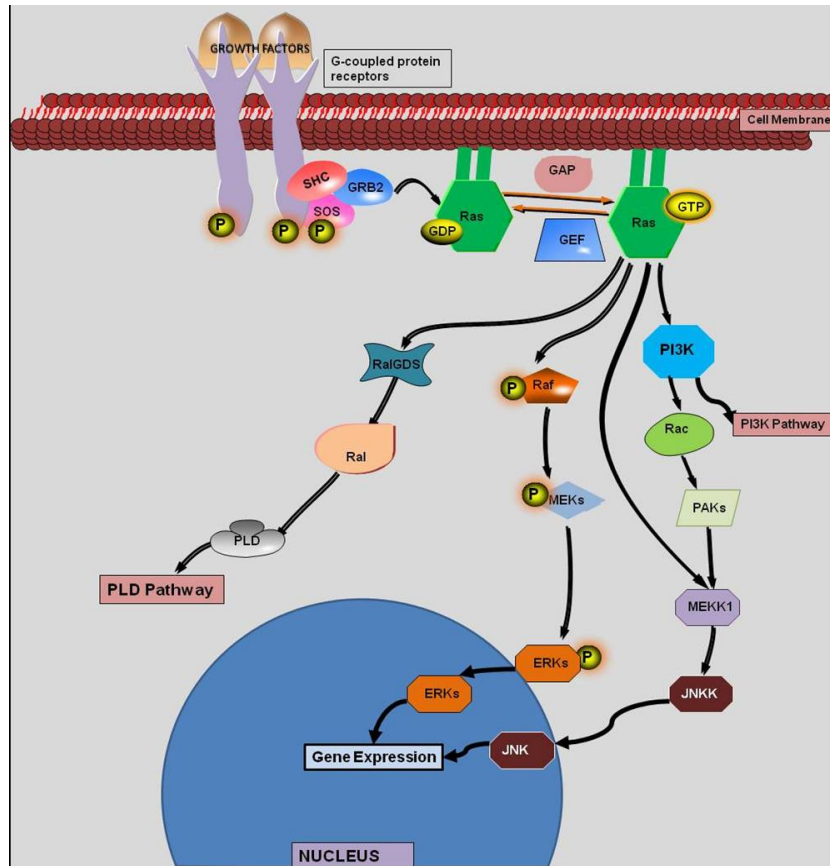 GROWTH FACTORS
G-coupled protein
receptors
Cell Membrane
SHC
GRB2
SOS
P
P
P
Ras
GDP
GAP
GEF
Ras
GTP
RalGDS
P
Raf
PI3K
Ral
Rac
PI3K Pathway
P
MEKs
PAKs
PLD
PLD Pathway
MEKK1
ERKs
P
ERKs
JNKK
Gene Expression
JNK
NUCLEUS